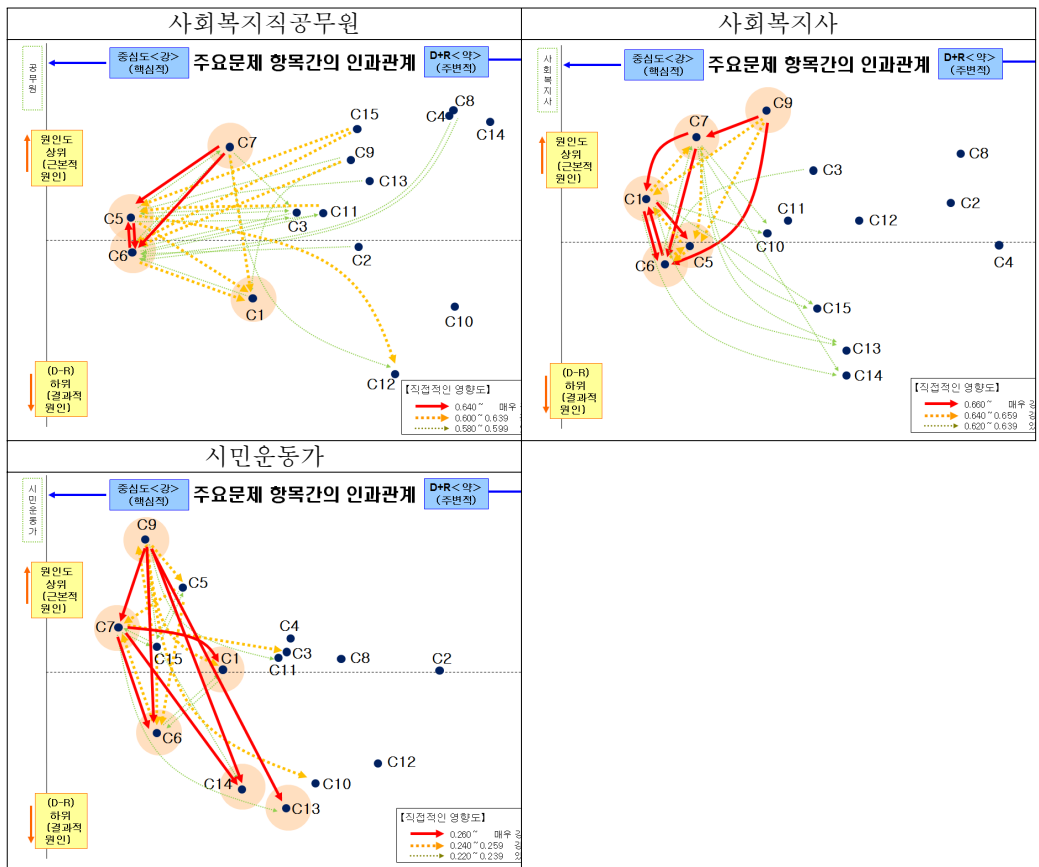 사회복지직공무원
사회복지사
공무원
중심도<강>
(핵심적)
주요문제 항목간의 인과관계
D+R<약>
(주변적)
원인도
상위
(근본적
원인)
C15
C8
C4
C14
C7
C9
C13
C5
C3
C11
C6
C2
C1
C10
C12
(D-R)
하위
(결과적
원인)
【직접적인 영향도】
0.640~ 매우
0.600~0.639
0.580~0.599
사회복지사
중심도<강>
(핵심적)
주요문제 항목간의 인과관계
D+R<약>
(주변적)
원인도
상위
(근본적
원인)
C9
C7
C8
C3
C1
C2
C11
C12
C10
C5
C4
C6
C15
C13
C14
(D-R)
하위
(결과적
원인)
【직접적인 영향도】
0.660~ 매우
0.640~0.659
0.620~0.639
시민운동가
시민운동가
중심도<강>
(핵심적)
주요문제 항목간의 인과관계
D+R<약>
(주변적)
원인도
상위
(근본적
원인)
C9
C5
C7
C4
C15
C1
C3
C11
C8
C2
C6
C12
C14
C10
C13
(D-R)
하위
(결과적
원인)
【직접적인 영향도】
0.260~ 매우
0.240~0.259
0.220~0.239